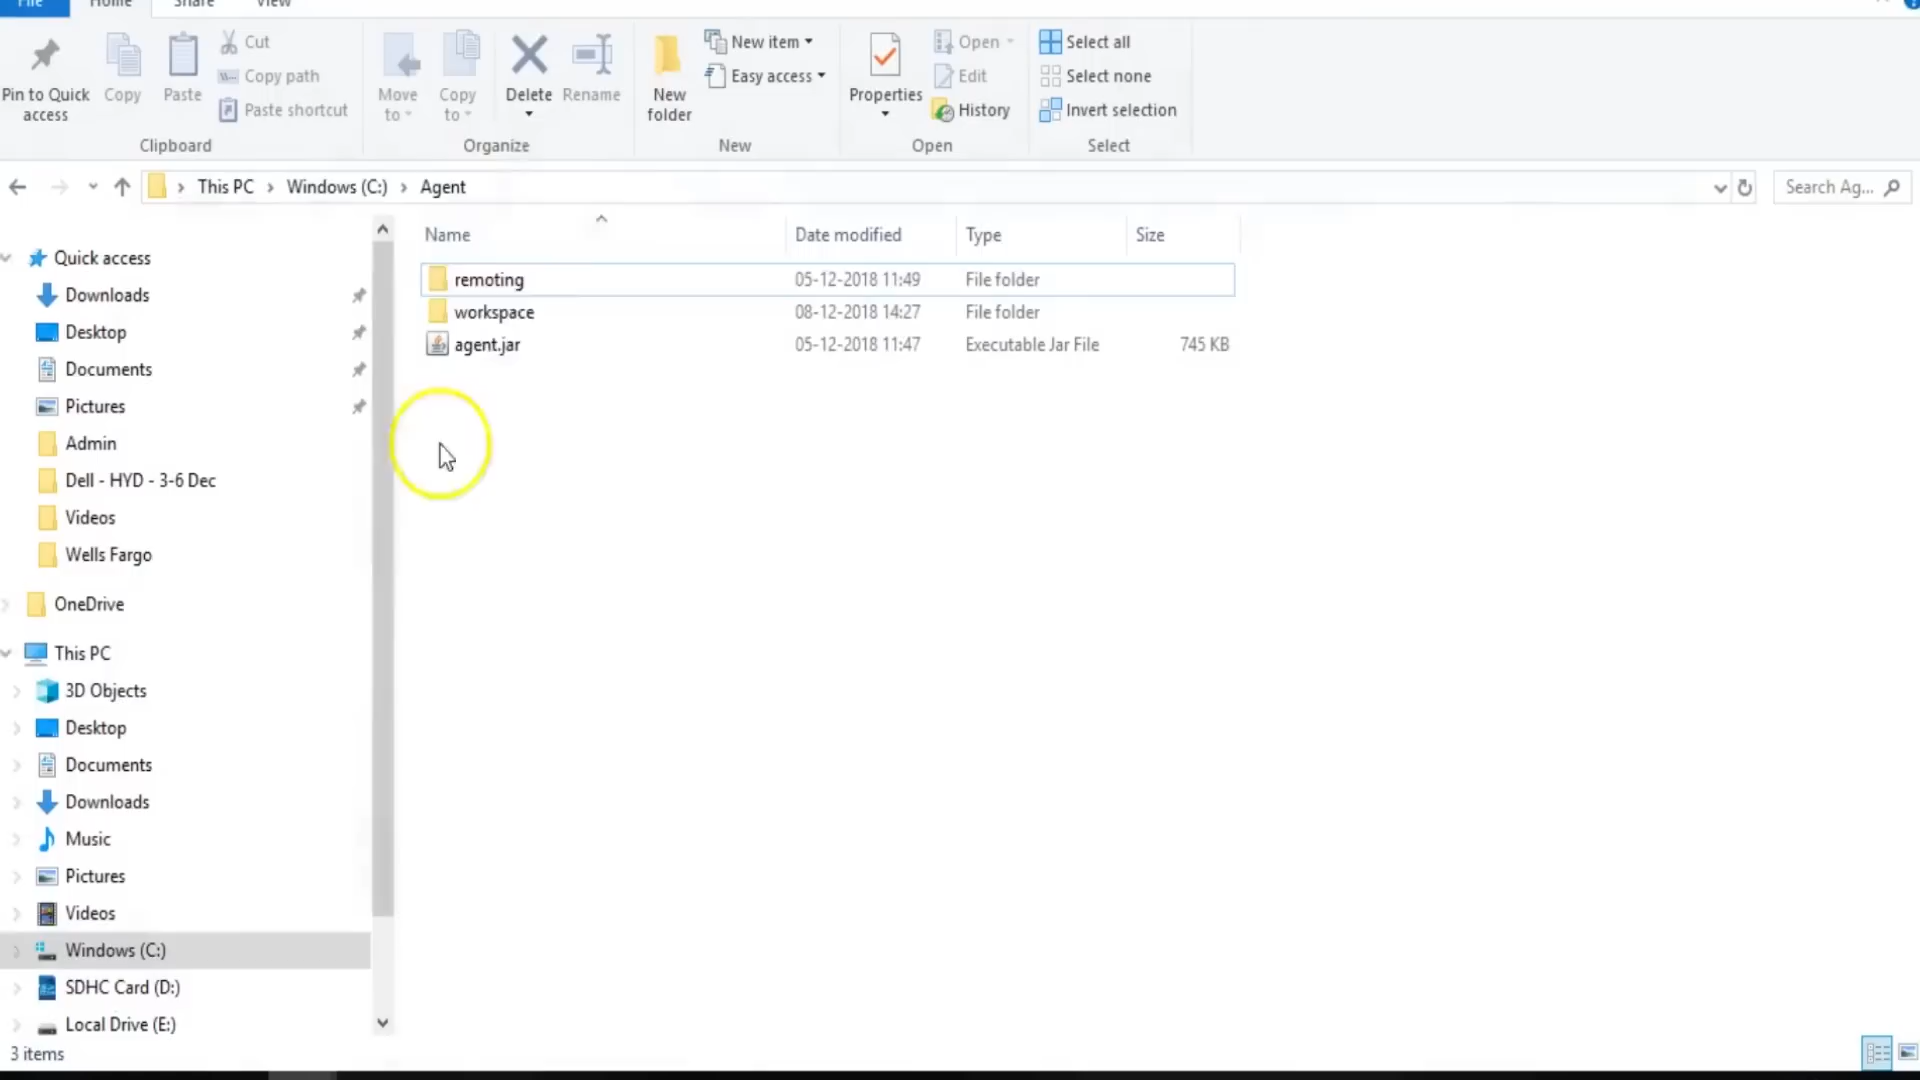 File Home Share View
Pin to Quick access
Copy
Paste
Cut
Copy path
Paste shortcut
Clipboard
Move to
Copy to
Delete
Rename
Organize
New folder
New item
Easy access
New
Properties
Open
Edit
History
Open
Select all
Select none
Invert selection
Select
This PC Windows (C:) Agent
Search Ag...
Quick access
Downloads
Desktop
Documents
Pictures
Admin
Dell - HYD - 3-6 Dec
Videos
Wells Fargo
OneDrive
This PC
3D Objects
Desktop
Documents
Downloads
Music
Pictures
Videos
Windows (C:)
SDHC Card (D:)
Local Drive (E:)
Name Date modified Type Size
remoting 05-12-2018 11:49 File folder
workspace 08-12-2018 14:27 File folder
agent.jar 05-12-2018 11:47 Executable Jar File 745 KB
3 items